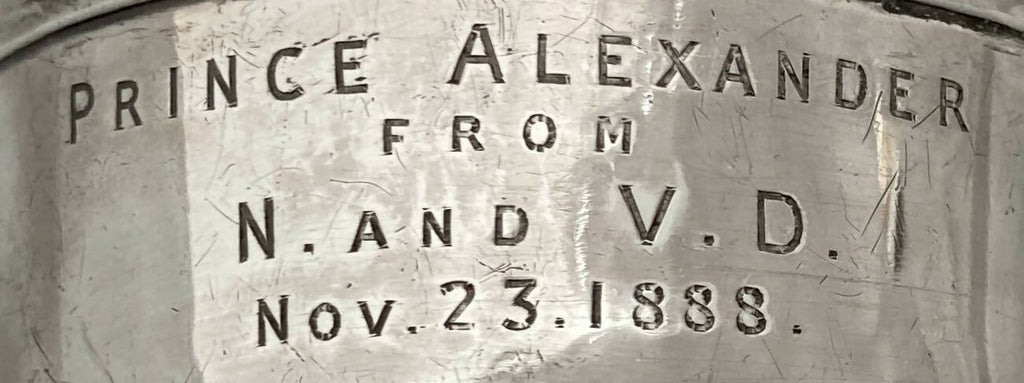 PRINCE ALEXANDER
FROM
N. AND V. D.
NOV. 23. 1888.